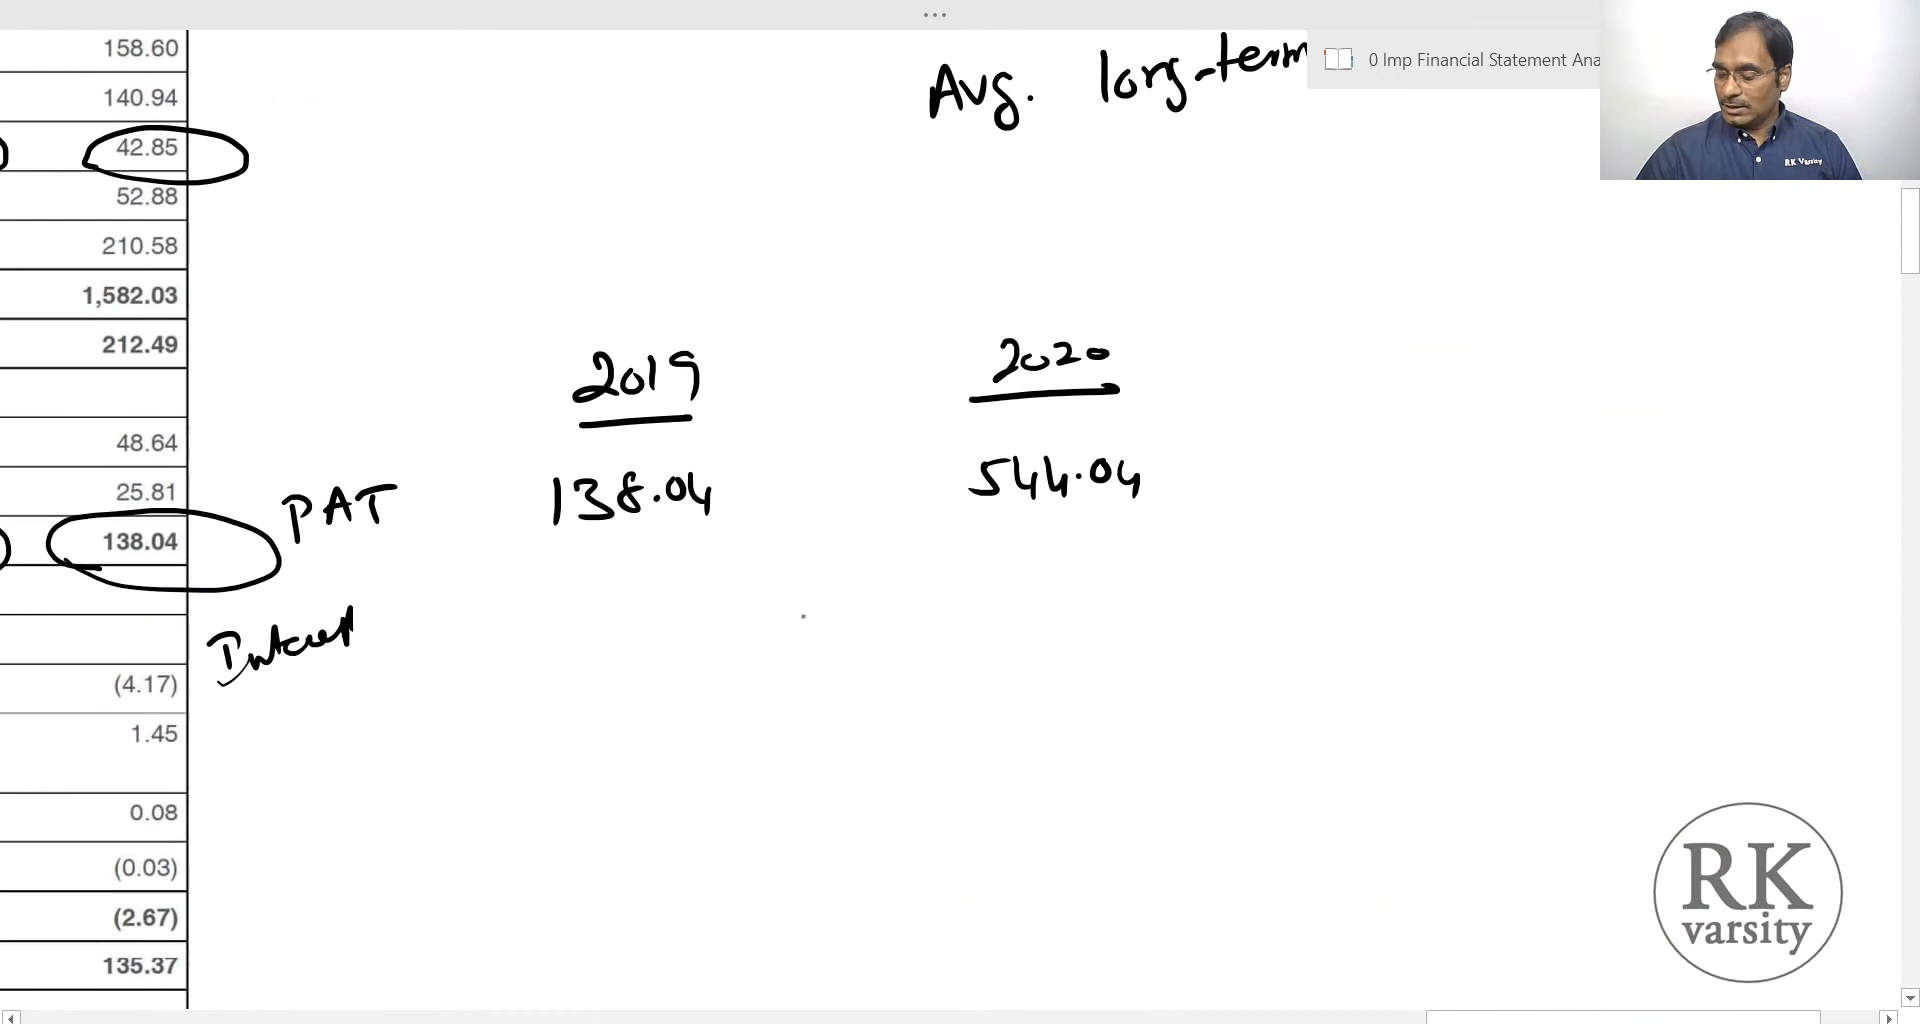 158.60
Avg. long-term
0 Imp Financial Statement Ana
140.94
42.85
RK Varsity
52.88
210.58
1,582.03
212.49
2019 2020
48.64
25.81
PAT 138.04 544.04
138.04
Interest
(4.17)
1.45
0.08
(0.03)
(2.67)
135.37
RK
varsity